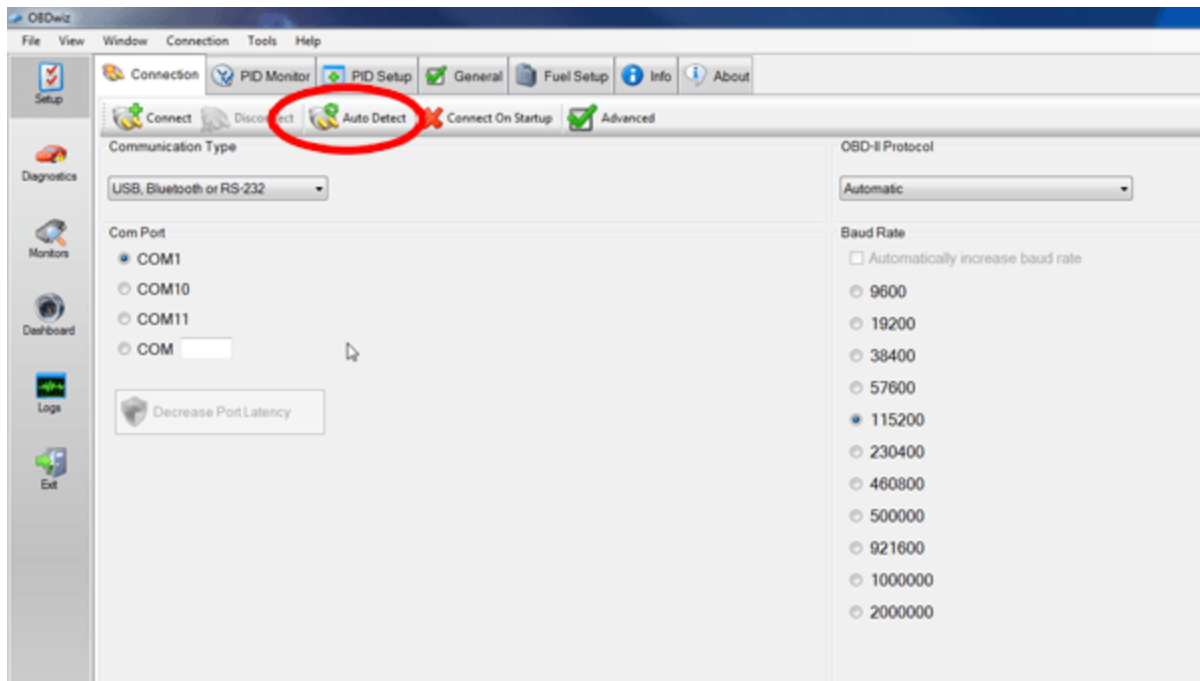 OBDwiz
File View Window Connection Tools Help
Setup
Diagnostics
Monitors
Dashboard
Logs
Exit
Connection PID Monitor PID Setup General Fuel Setup Info About
Connect Disconnect Auto Detect Connect On Startup Advanced
Communication Type
USB, Bluetooth or RS-232
Com Port
COM1
COM10
COM11
COM
Decrease Port Latency
OBD-II Protocol
Automatic
Baud Rate
Automatically increase baud rate
9600
19200
38400
57600
115200
230400
460800
500000
921600
1000000
2000000